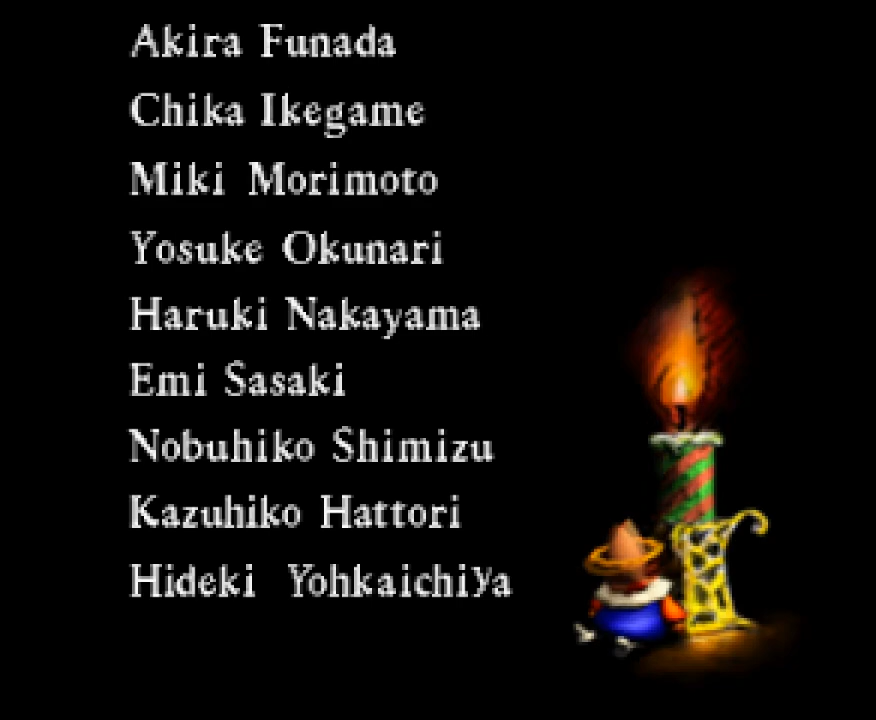 Akira Funada
Chika Ikegame
Miki Morimoto
Yosuke Okunari
Haruki Nakayama
Emi Sasaki
Nobuhiko Shimizu
Kazuhiko Hattori
Hideki Yohkaichiya